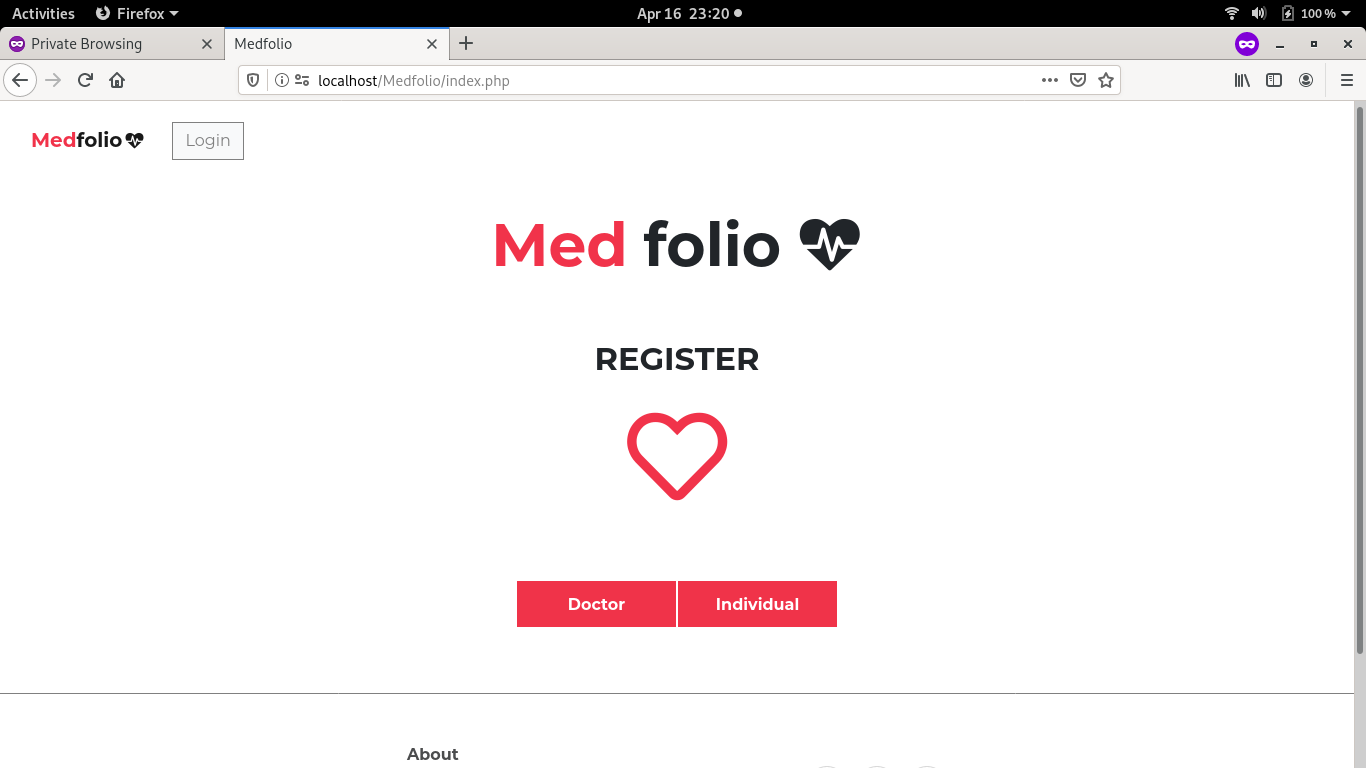 Activities Firefox Apr 16 23:20 100 %
Private Browsing Medfolio
localhost/Medfolio/index.php
Medfolio Login
Med folio
REGISTER
Doctor Individual
About